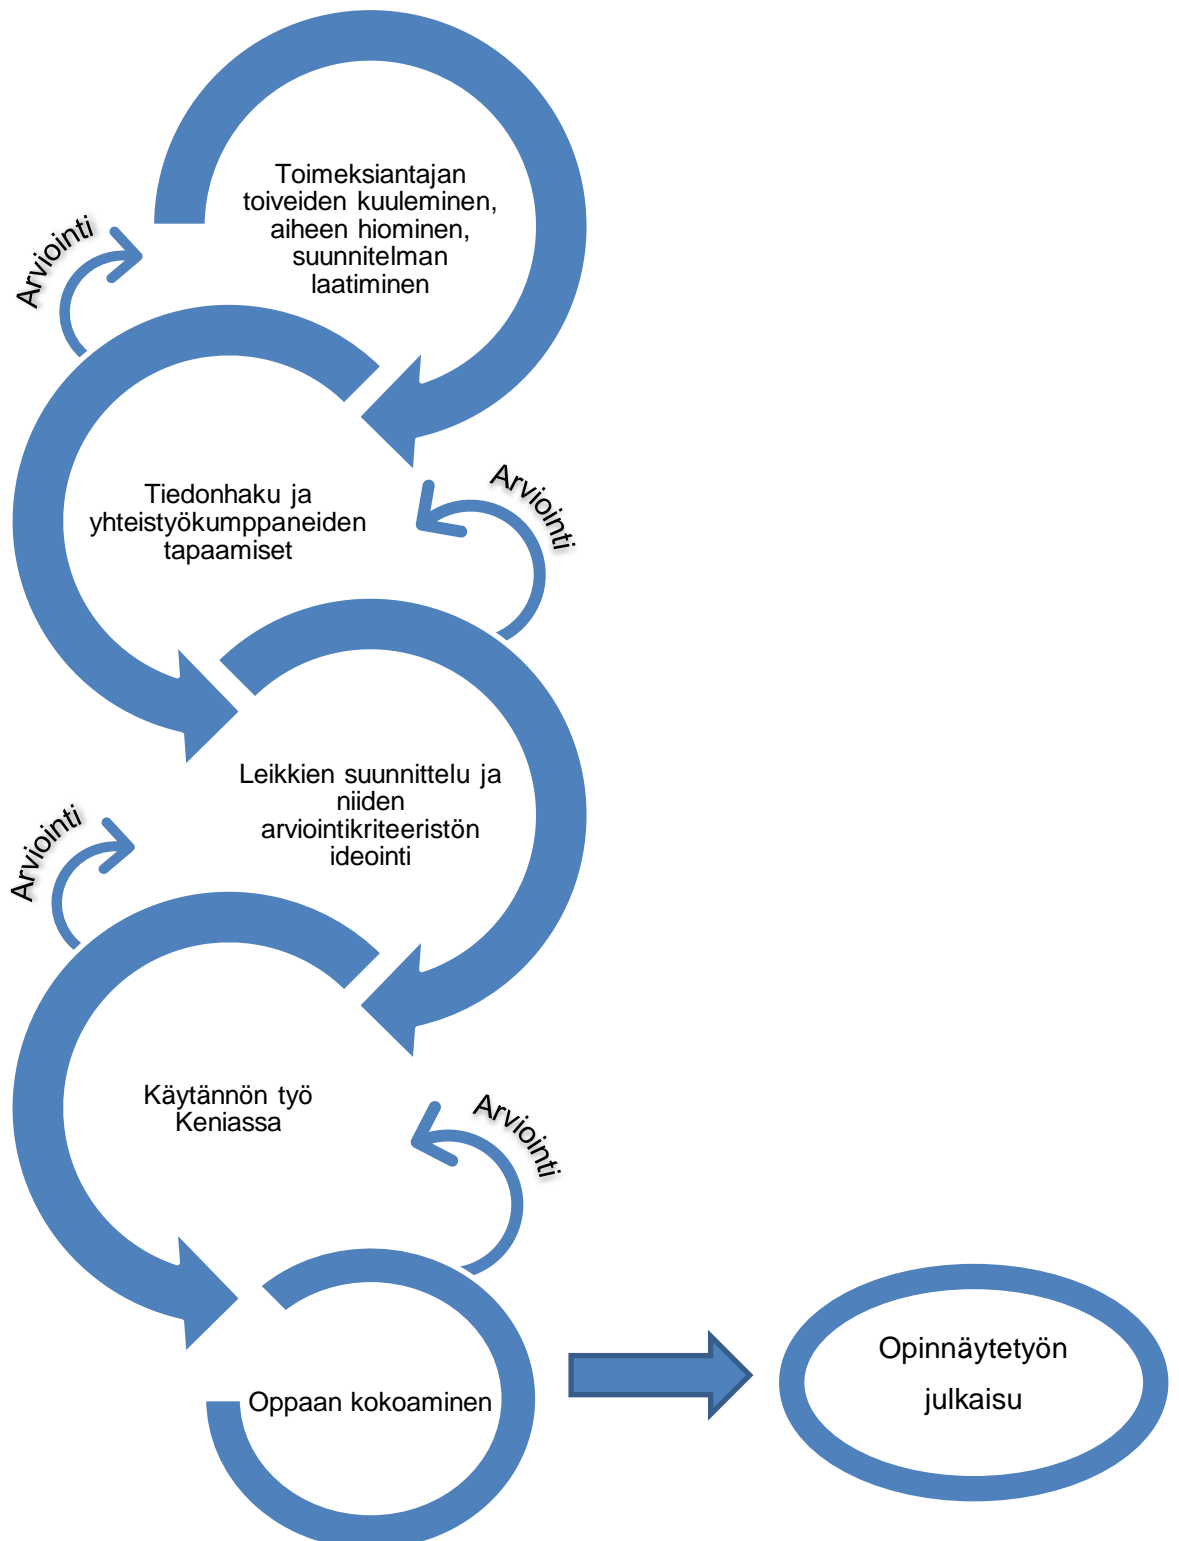 Toimeksiantajan
toiveiden kuuleminen,
aiheen hiominen,
suunnitelman
laatiminen
Arviointi
Tiedonhaku ja
yhteistyökumppaneiden
tapaamiset
Arviointi
Leikkien suunnittelu ja
niiden
arviointikriteeristön
ideointi
Arviointi
Käytännön työ
Keniassa
Arviointi
Oppaan kokoaminen
Opinnäytetyön
julkaisu